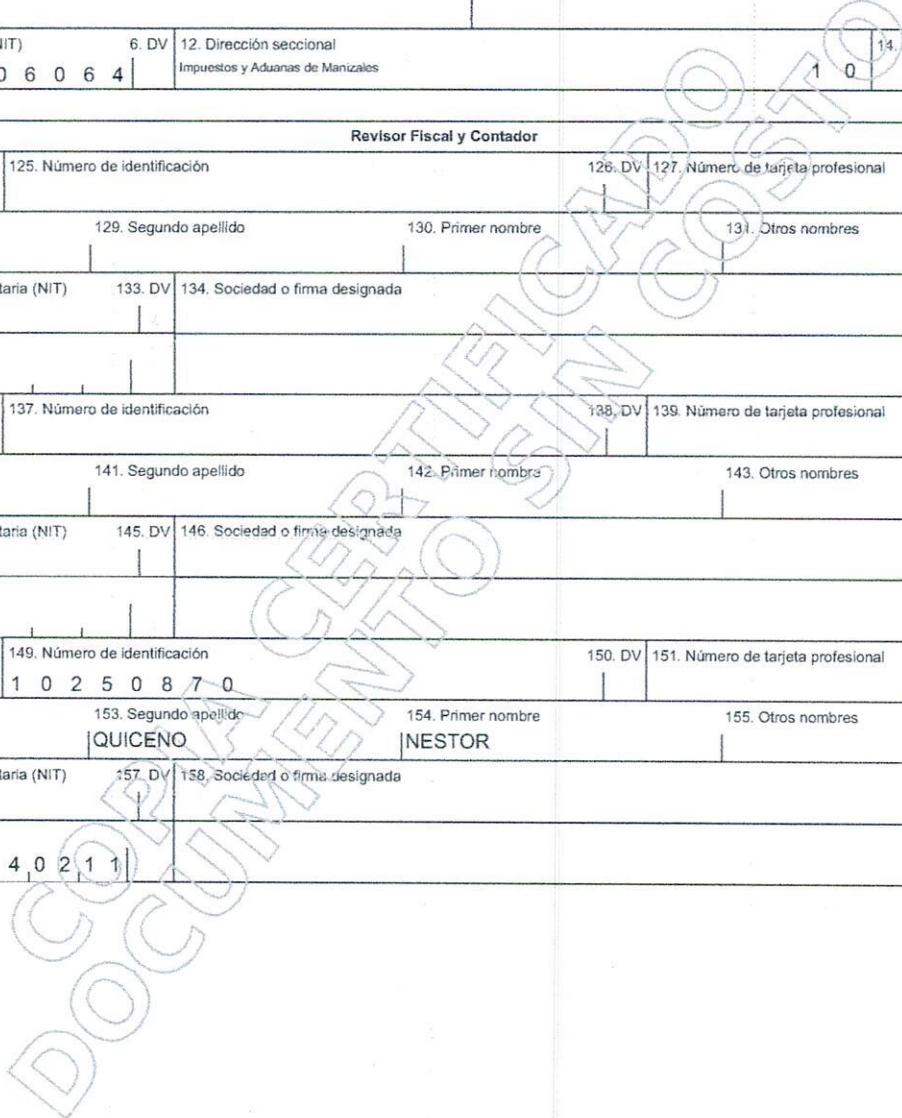 NIT) 6. DV 12. Dirección seccional 14.
0 6 0 6 4 Impuestos y Aduanas de Manizales 1 0
Revisor Fiscal y Contador
125. Número de identificación 126. DV 127. Número de tarjeta profesional
129. Segundo apellido 130. Primer nombre 131. Otros nombres
taria (NIT) 133. DV 134. Sociedad o firma designada
137. Número de identificación 138. DV 139. Número de tarjeta profesional
141. Segundo apellido 142. Primer nombre 143. Otros nombres
taria (NIT) 145. DV 146. Sociedad o firma designada
149. Número de identificación 150. DV 151. Número de tarjeta profesional
1 0 2 5 0 8 7 0
153. Segundo apellido 154. Primer nombre 155. Otros nombres
QUICENO NESTOR
taria (NIT) 157. DV 158. Sociedad o firma designada
4 0 2 1 1
COPIA CERTIFICADO
DOCUMENTO SIN COSTO